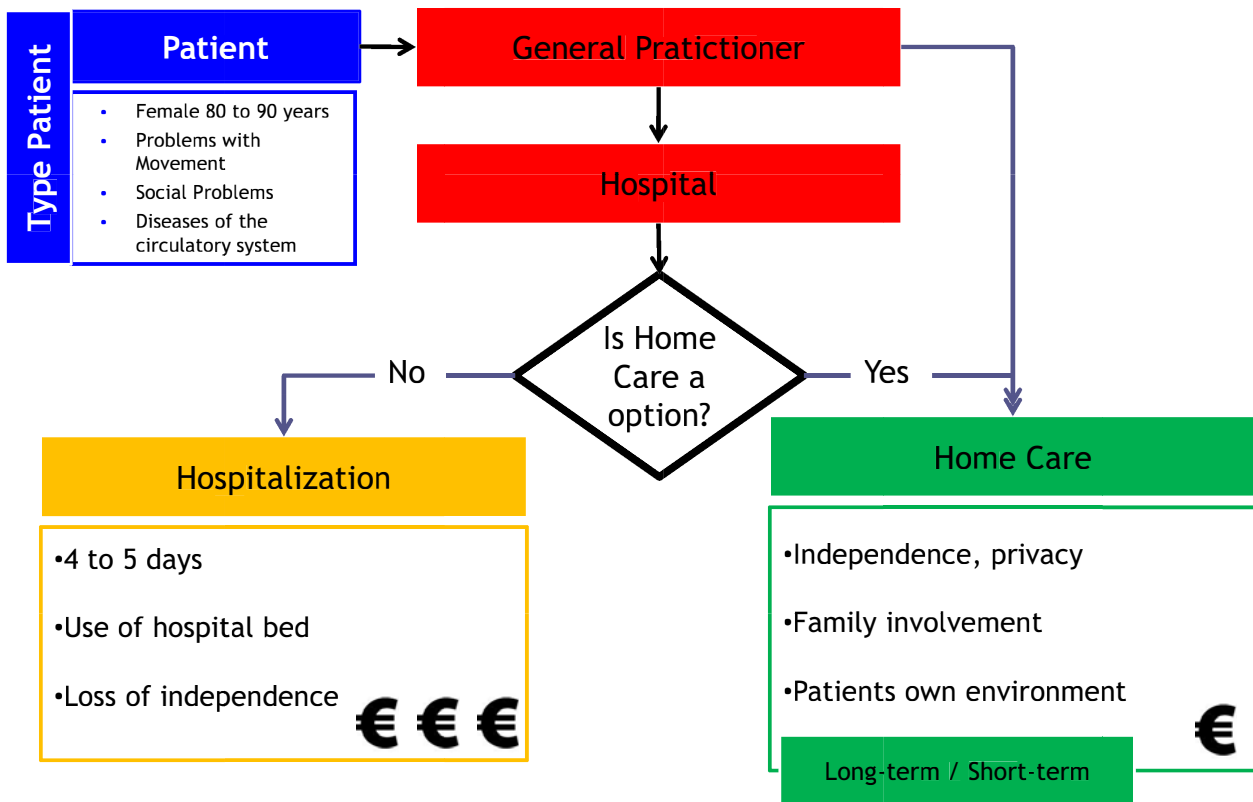 Type Patient
Patient
• Female 80 to 90 years
• Problems with
Movement
• Social Problems
• Diseases of the
circulatory system
General Pratictioner
Hospital
Is Home
Care a
option?
No
Yes
Hospitalization
•4 to 5 days
•Use of hospital bed
•Loss of independence
€ € €
Home Care
•Independence, privacy
•Family involvement
•Patients own environment
€
Long-term / Short-term